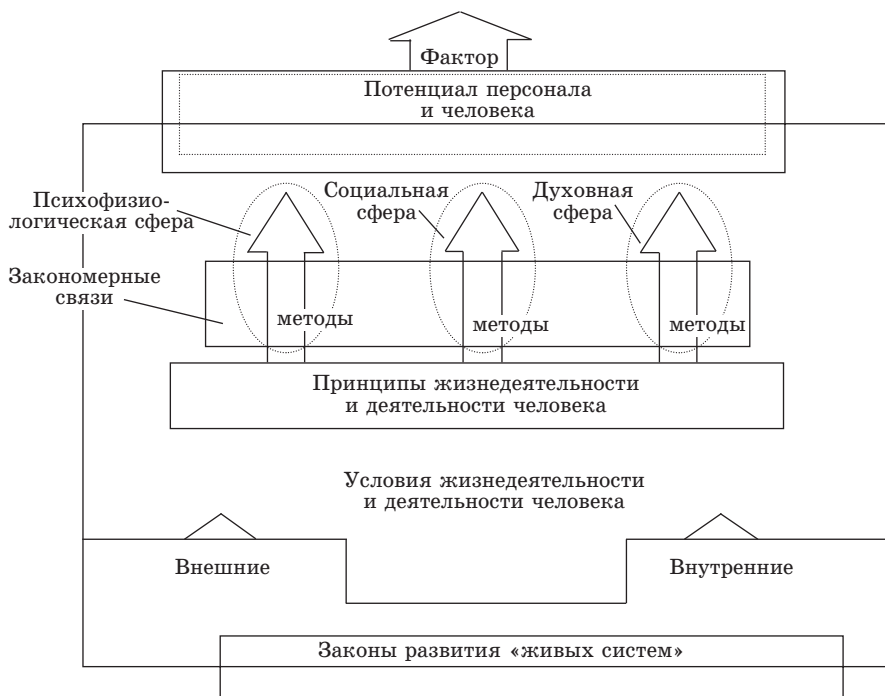 Фактор
Потенциал персонала
и человека
Психофизио-
логическая сфера
Социальная
сфера
Духовная
сфера
Закономерные
связи
методы
методы
методы
Принципы жизнедеятельности
и деятельности человека
Условия жизнедеятельности
и деятельности человека
Внешние
Внутренние
Законы развития «живых систем»